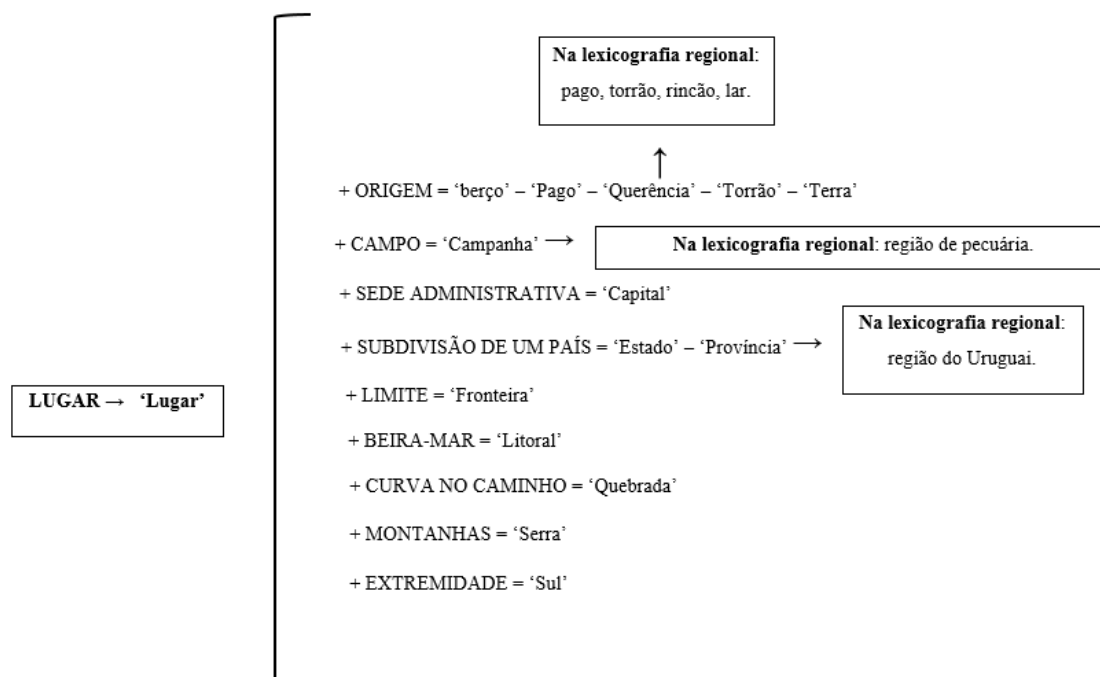 Na lexicografia regional:
pago, torrão, rincão, lar.
↑
+ ORIGEM = ‘berço’ – ‘Pago’ – ‘Querência’ – ‘Torrão’ – ‘Terra’
+ CAMPO = ‘Campanha’ →
Na lexicografia regional: região de pecuária.
+ SEDE ADMINISTRATIVA = ‘Capital’
+ SUBDIVISÃO DE UM PAÍS = ‘Estado’ – ‘Província’ →
Na lexicografia regional:
região do Uruguai.
LUGAR → ‘Lugar’
+ LIMITE = ‘Fronteira’
+ BEIRA-MAR = ‘Litoral’
+ CURVA NO CAMINHO = ‘Quebrada’
+ MONTANHAS = ‘Serra’
+ EXTREMIDADE = ‘Sul’